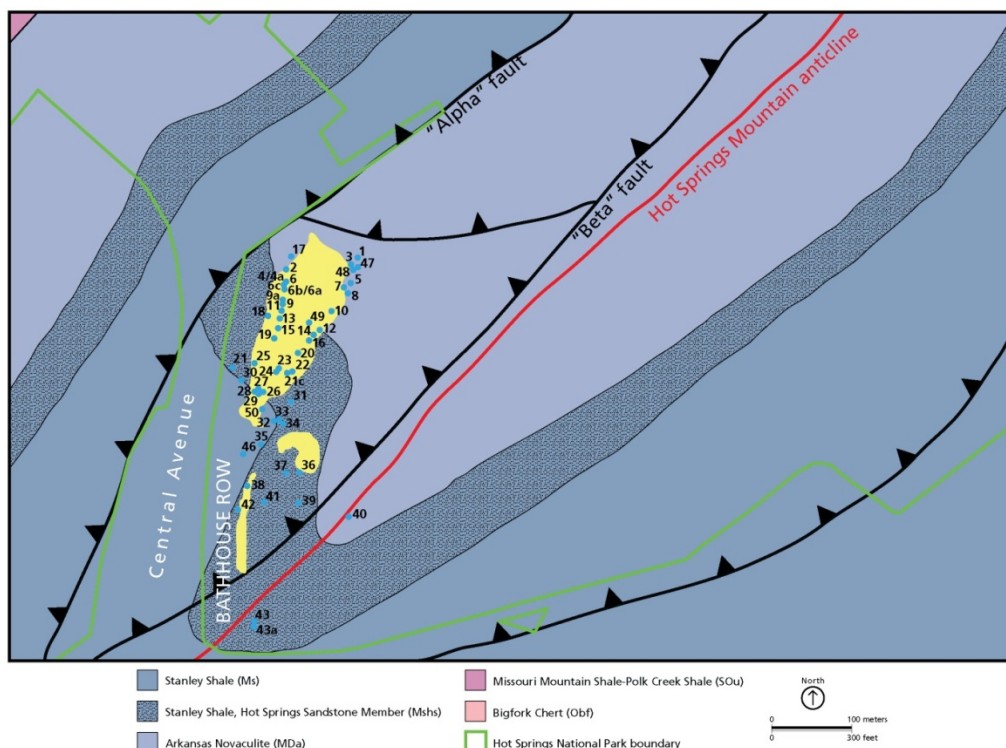 "Alpha" fault
"Beta" fault
Hot Springs Mountain anticline
17
1
3
47
2
48
4/4a
6
5
6c
7
6b/6a
8
9a
9
11
10
18
13
49
15
14
12
19
16
20
25
23
21
22
24
30
21c
27
28
26
29
31
50
33
32
34
35
46
37
36
38
41
39
42
40
43
43a
Central Avenue
BATHHOUSE ROW
Stanley Shale (Ms)
Stanley Shale, Hot Springs Sandstone Member (Mshs)
Arkansas Novaculite (MDa)
Missouri Mountain Shale-Polk Creek Shale (SOu)
Bigfork Chert (Obf)
Hot Springs National Park boundary
North
0 100 meters
0 300 feet